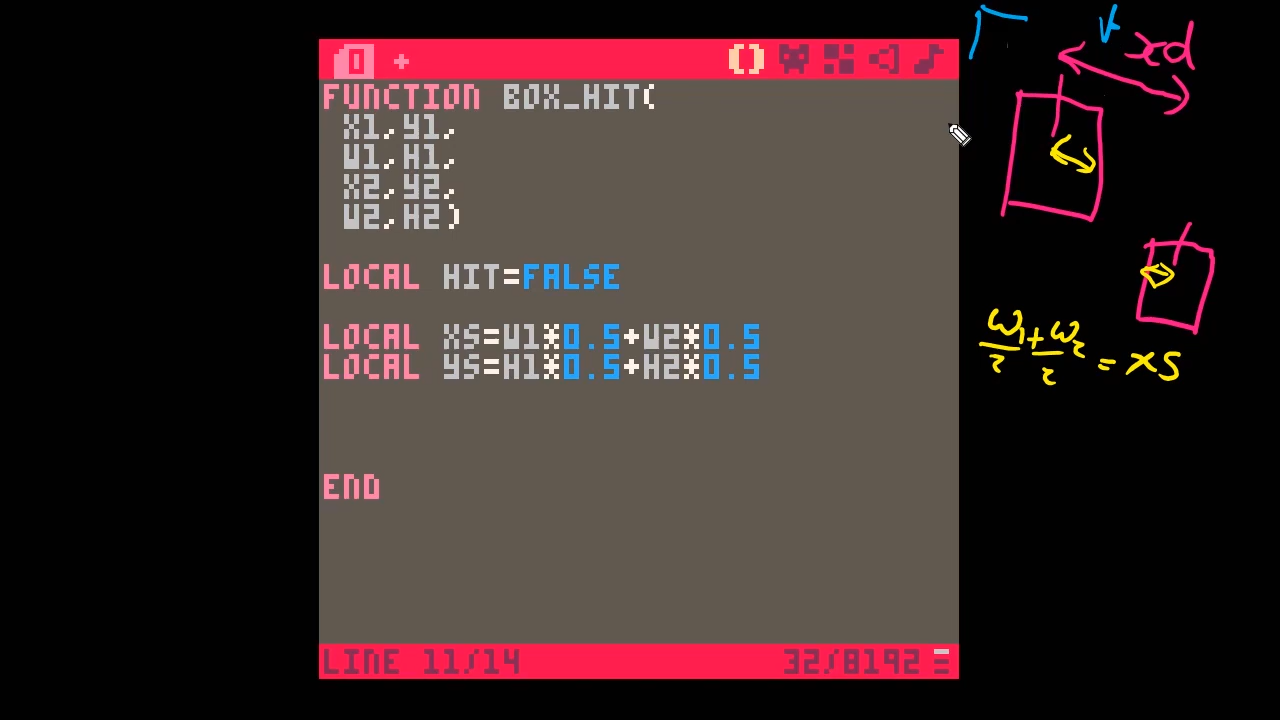 FUNCTION BOX_HIT(
X1,Y1,
W1,H1,
X2,Y2,
W2,H2)
LOCAL HIT=FALSE
LOCAL XS=W1*0.5+W2*0.5
LOCAL YS=H1*0.5+H2*0.5
END
LINE 11/14 32/8192
0 +
xd
w1/2 + w2/2 = xs